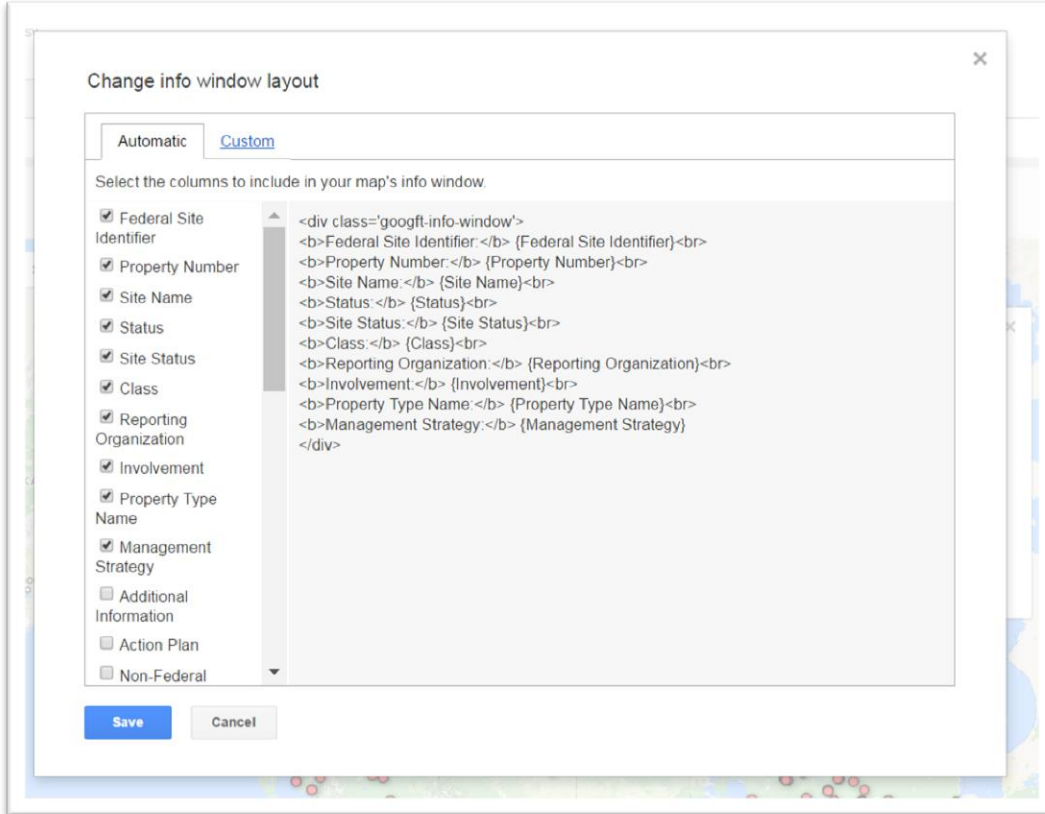 Change info window layout
Automatic Custom
Select the columns to include in your map's info window.
Federal Site
Identifier
Property Number
Site Name
Status
Site Status
Class
Reporting
Organization
Involvement
Property Type
Name
Management
Strategy
Additional
Information
Action Plan
Non-Federal
<div class='googft-info-window'>
<b>Federal Site Identifier:</b> {Federal Site Identifier}<br>
<b>Property Number:</b> {Property Number}<br>
<b>Site Name:</b> {Site Name}<br>
<b>Status:</b> {Status}<br>
<b>Site Status:</b> {Site Status}<br>
<b>Class:</b> {Class}<br>
<b>Reporting Organization:</b> {Reporting Organization}<br>
<b>Involvement:</b> {Involvement}<br>
<b>Property Type Name:</b> {Property Type Name}<br>
<b>Management Strategy:</b> {Management Strategy}
</div>
Save Cancel